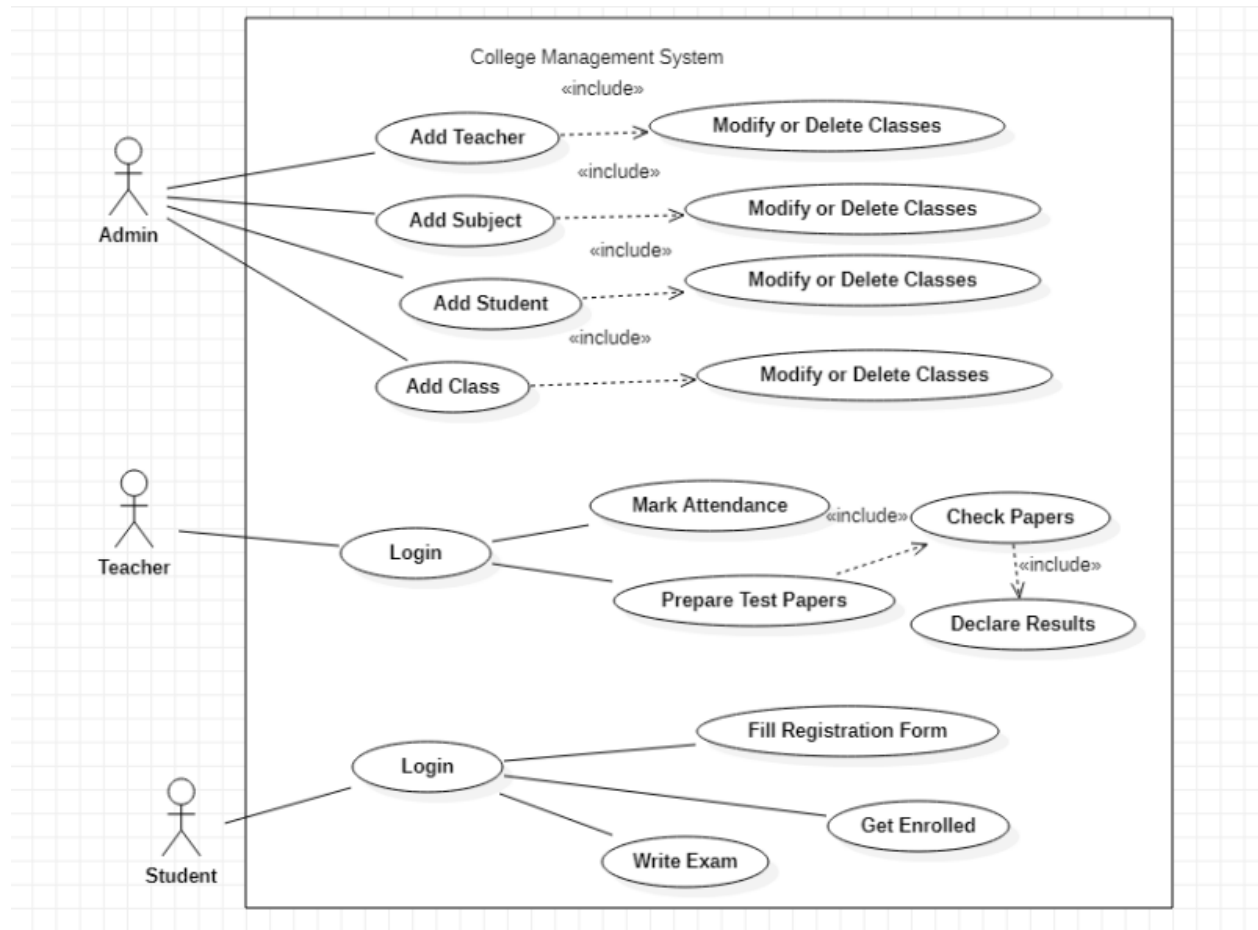 College Management System
«include»
Add Teacher
Modify or Delete Classes
«include»
Admin
Add Subject
Modify or Delete Classes
«include»
Add Student
Modify or Delete Classes
«include»
Add Class
Modify or Delete Classes
Teacher
Login
Mark Attendance
«include»
Check Papers
«include»
Prepare Test Papers
Declare Results
Fill Registration Form
Login
Student
Get Enrolled
Write Exam